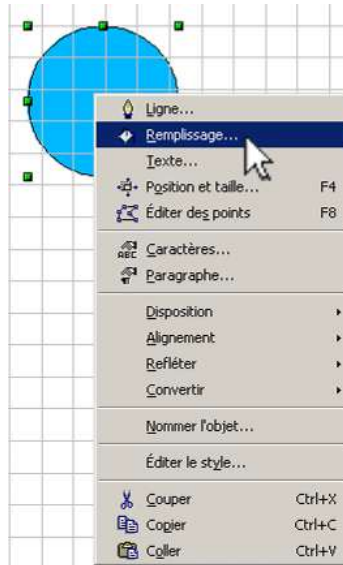 Ligne...
Remplissage...
Texte...
Position et taille... F4
Éditer des points F8
ABC Caractères...
Paragraphe...
Disposition
Alignement
Refléter
Convertir
Nommer l'objet...
Éditer le style...
Couper Ctrl+X
Copier Ctrl+C
Coller Ctrl+V